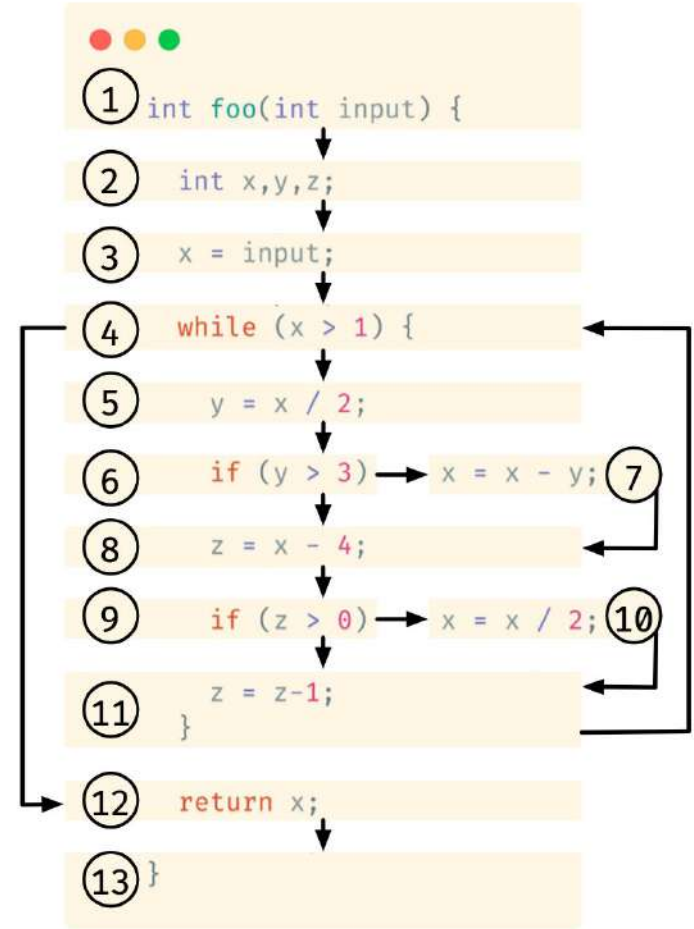 1 int foo(int input) {
2 int x,y,z;
3 x = input;
4 while (x > 1) {
5 y = x / 2;
6 if (y > 3) x = x - y; 7
8 z = x - 4;
9 if (z > 0) x = x / 2; 10
11 z = z-1;
}
12 return x;
13 }